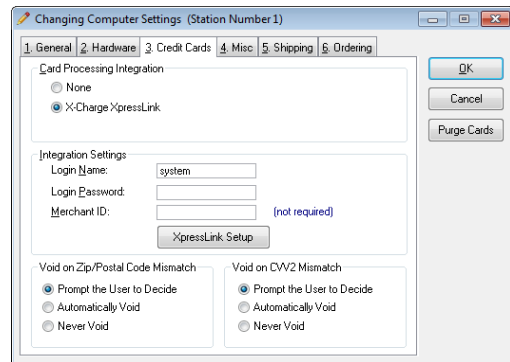 Changing Computer Settings (Station Number 1)
1. General 2. Hardware 3. Credit Cards 4. Misc 5. Shipping 6. Ordering
Card Processing Integration
None
X-Charge XpressLink
OK
Cancel
Purge Cards
Integration Settings
Login Name: system
Login Password:
Merchant ID: (not required)
XpressLink Setup
Void on Zip/Postal Code Mismatch
Prompt the User to Decide
Automatically Void
Never Void
Void on CVV2 Mismatch
Prompt the User to Decide
Automatically Void
Never Void